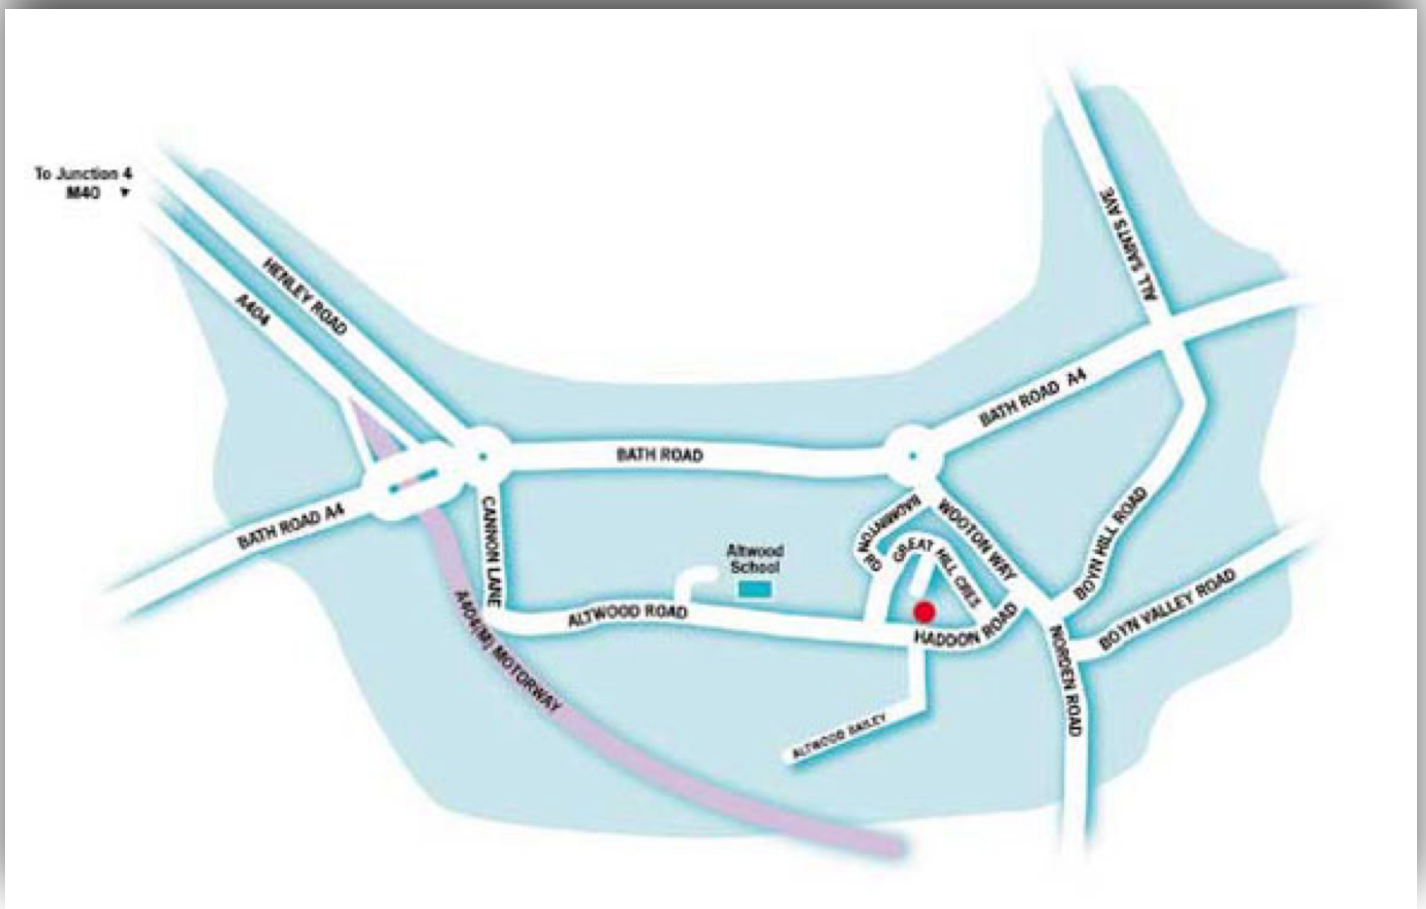 To Junction 4
M40
HENLEY ROAD
A404
ALL SAINTS AVE
BATH ROAD A4
BATH ROAD
BATH ROAD A4
CANNON LANE
BADMINTON RD
WOOTON WAY
GREAT HILL CRES
BOYN HILL ROAD
Altwood
School
ALTWOOD ROAD
HADDON ROAD
BOYN VALLEY ROAD
A404(M) MOTORWAY
NORDEN ROAD
ALTWOOD BAILEY